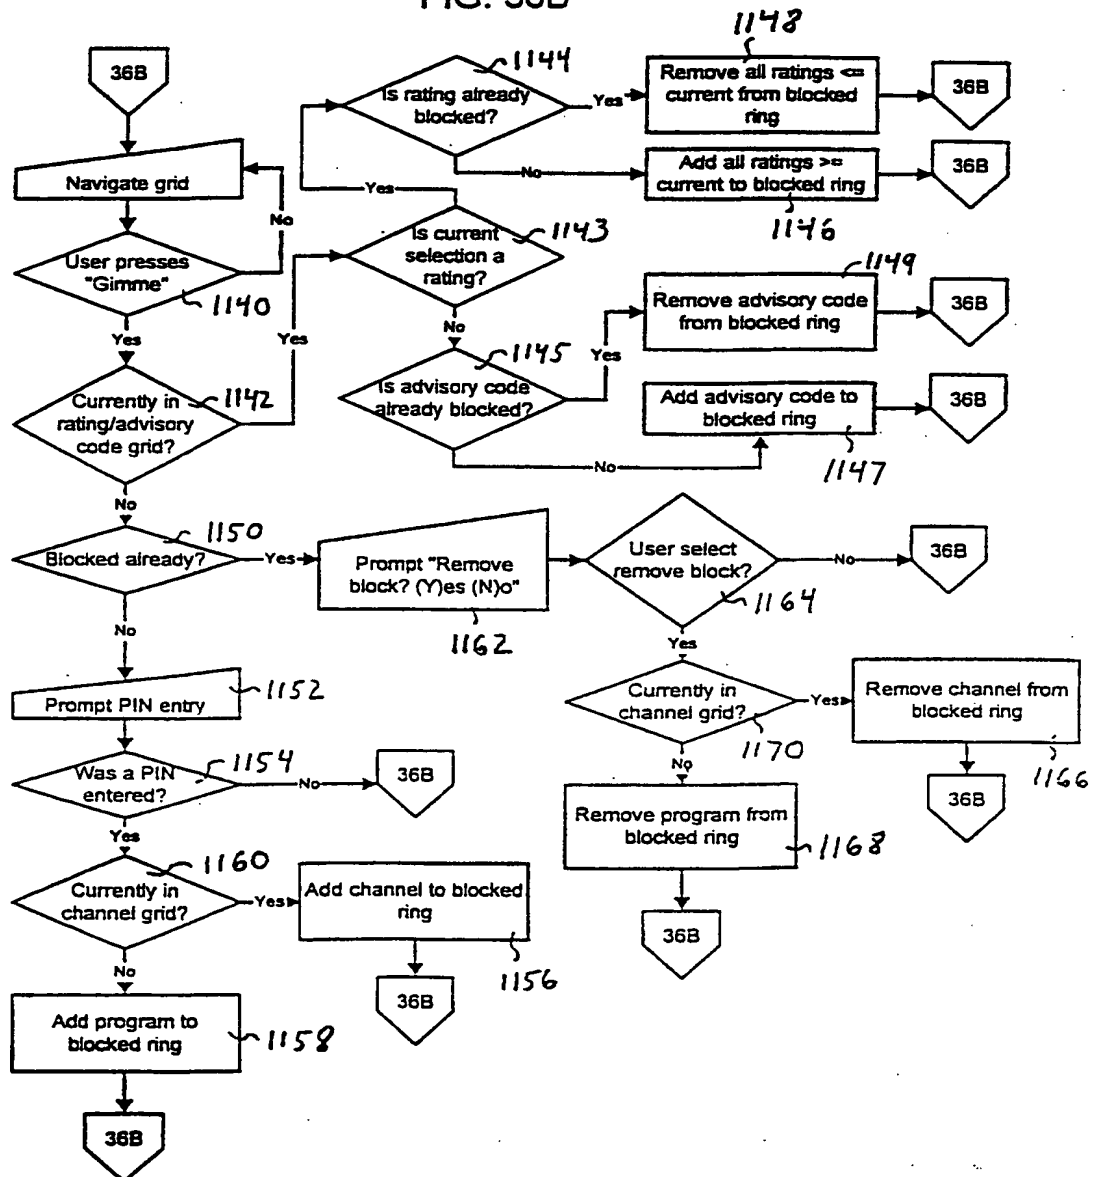 FIG. 36B
1148
36B
1144
Is rating already
blocked?
Yes
Remove all ratings <=
current from blocked
ring
36B
Navigate grid
No
Add all ratings >=
current to blocked ring
36B
1146
Yes
No
User presses
"Gimme"
1140
Is current
selection a
rating?
1143
1149
Remove advisory code
from blocked ring
36B
Yes
Yes
No
1145
Yes
Currently in
rating/advisory
code grid?
1142
Is advisory code
already blocked?
Add advisory code to
blocked ring
36B
No
1147
No
1150
Blocked already?
Yes
Prompt "Remove
block? (Y)es (N)o"
1162
User select
remove block?
No
36B
1164
No
Yes
1152
Prompt PIN entry
Currently in
channel grid?
Yes
Remove channel from
blocked ring
1170
1166
1154
Was a PIN
entered?
No
36B
No
36B
Yes
Remove program from
blocked ring
1168
1160
Currently in
channel grid?
Yes
Add channel to blocked
ring
1156
36B
No
36B
Add program to
blocked ring
1158
36B